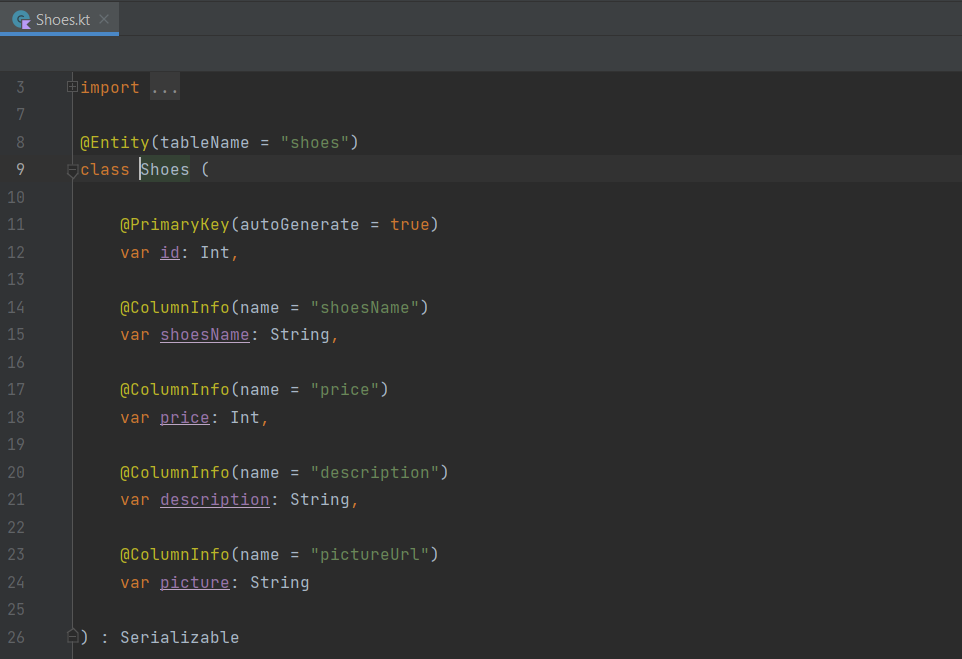 Shoes.kt
3 import ...
7
8 @Entity(tableName = "shoes")
9 class Shoes (
10
11 @PrimaryKey(autoGenerate = true)
12 var id: Int,
13
14 @ColumnInfo(name = "shoesName")
15 var shoesName: String,
16
17 @ColumnInfo(name = "price")
18 var price: Int,
19
20 @ColumnInfo(name = "description")
21 var description: String,
22
23 @ColumnInfo(name = "pictureUrl")
24 var picture: String
25
26 ) : Serializable